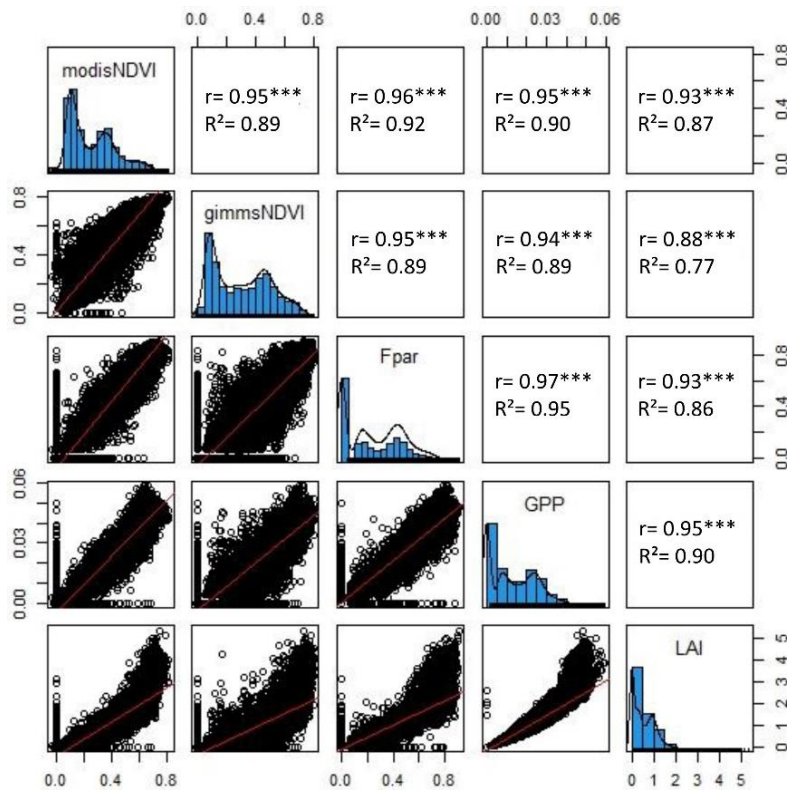 0.0 0.4 0.8 0.00 0.03 0.06
modisNDVI
r= 0.95***
R²= 0.89
r= 0.96***
R²= 0.92
r= 0.95***
R²= 0.90
r= 0.93***
R²= 0.87
0.0 0.4 0.8
0.0 0.4 0.8
gimmsNDVI
r= 0.95***
R²= 0.89
r= 0.94***
R²= 0.89
r= 0.88***
R²= 0.77
Fpar
r= 0.97***
R²= 0.95
r= 0.93***
R²= 0.86
0.0 0.4 0.8
0.00 0.03 0.06
GPP
r= 0.95***
R²= 0.90
LAI
0 1 2 3 4 5
0.0 0.4 0.8 0.0 0.4 0.8 0 1 2 3 4 5